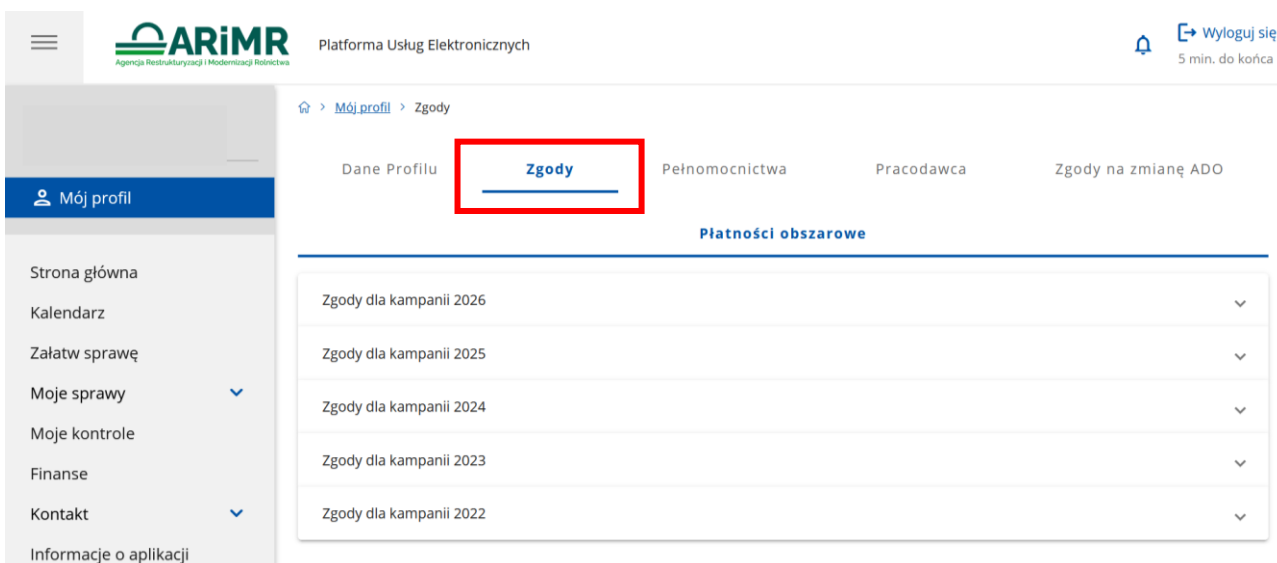 ARiMR
Agencja Restrukturyzacji i Modernizacji Rolnictwa
Platforma Usług Elektronicznych
Wyloguj się
5 min. do końca
Mój profil > Zgody
Dane Profilu
Zgody
Pełnomocnictwa
Pracodawca
Zgody na zmianę ADO
Mój profil
Płatności obszarowe
Strona główna
Kalendarz
Załatw sprawę
Moje sprawy
Moje kontrole
Finanse
Kontakt
Informacje o aplikacji
Zgody dla kampanii 2026
Zgody dla kampanii 2025
Zgody dla kampanii 2024
Zgody dla kampanii 2023
Zgody dla kampanii 2022